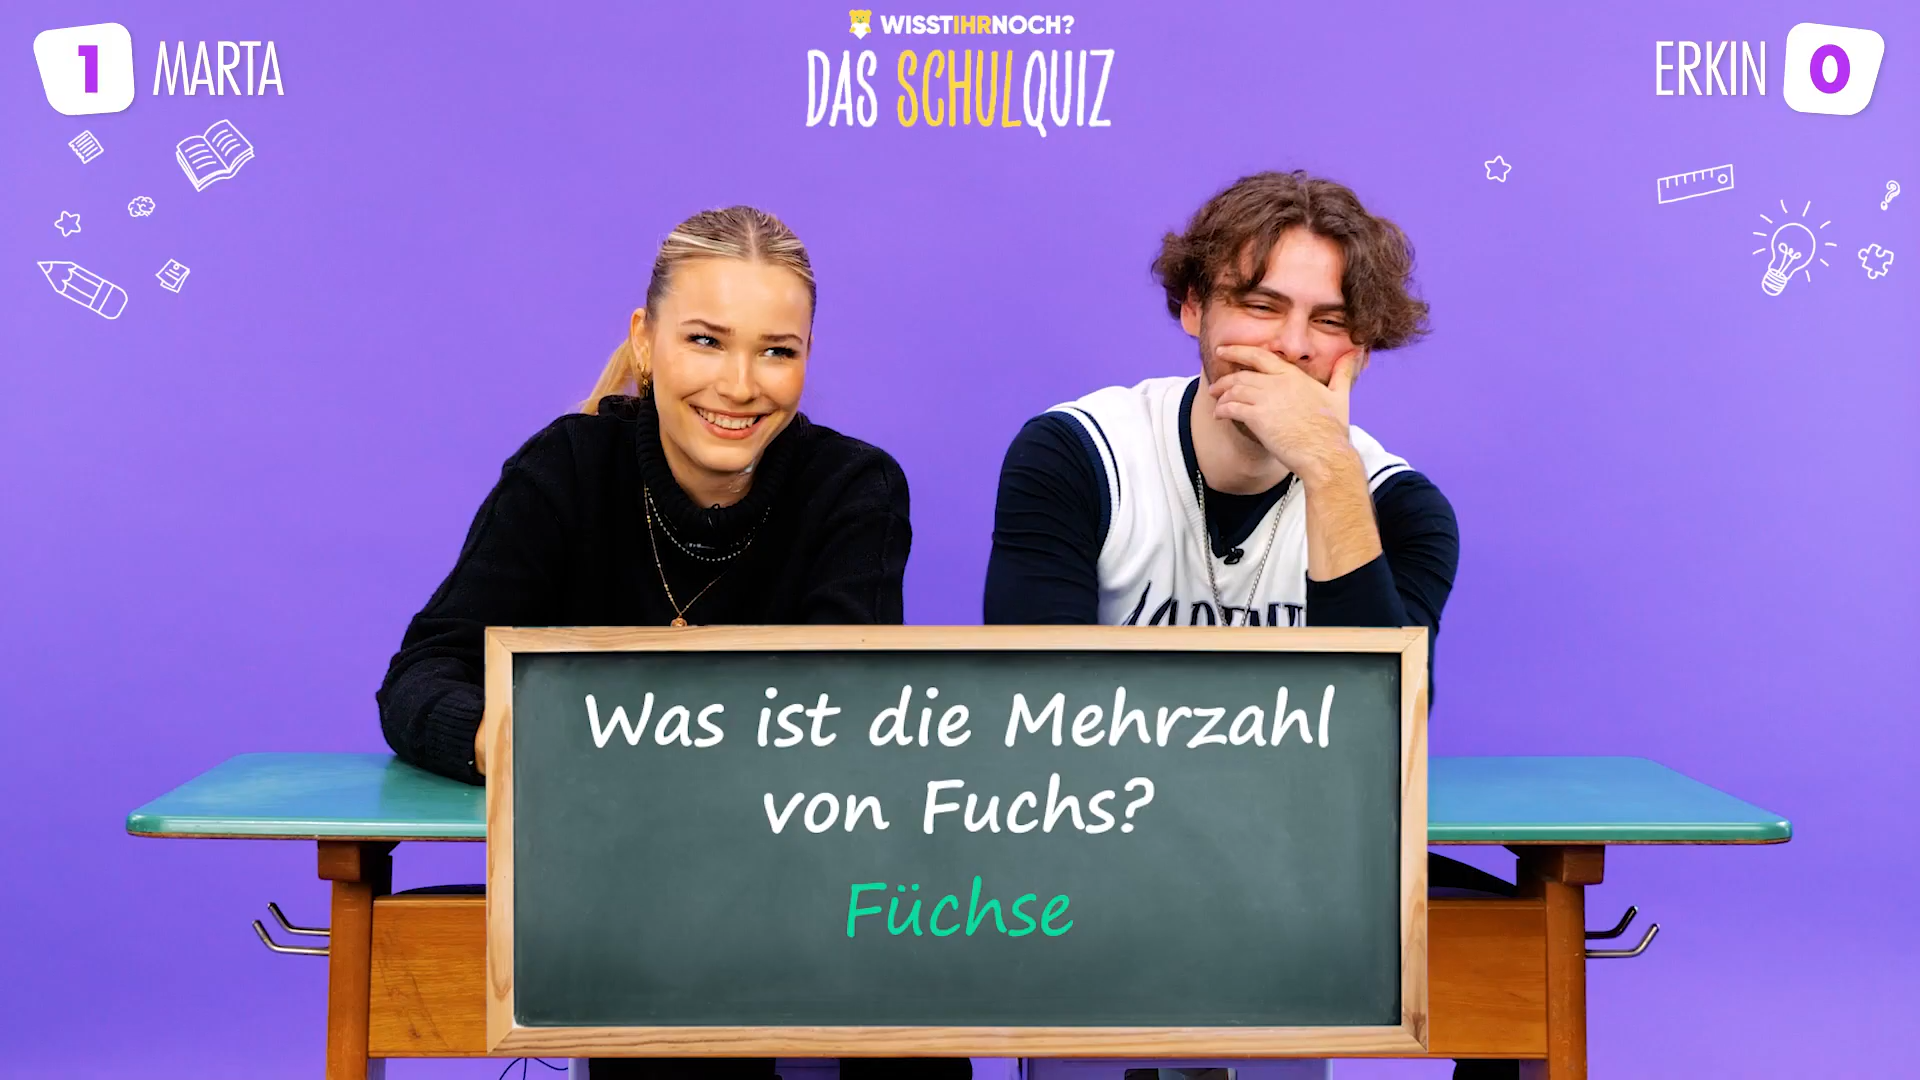 WISSTIHRNOCH?
1 MARTA
DAS SCHULQUIZ
ERKIN 0
Was ist die Mehrzahl
von Fuchs?
Füchse